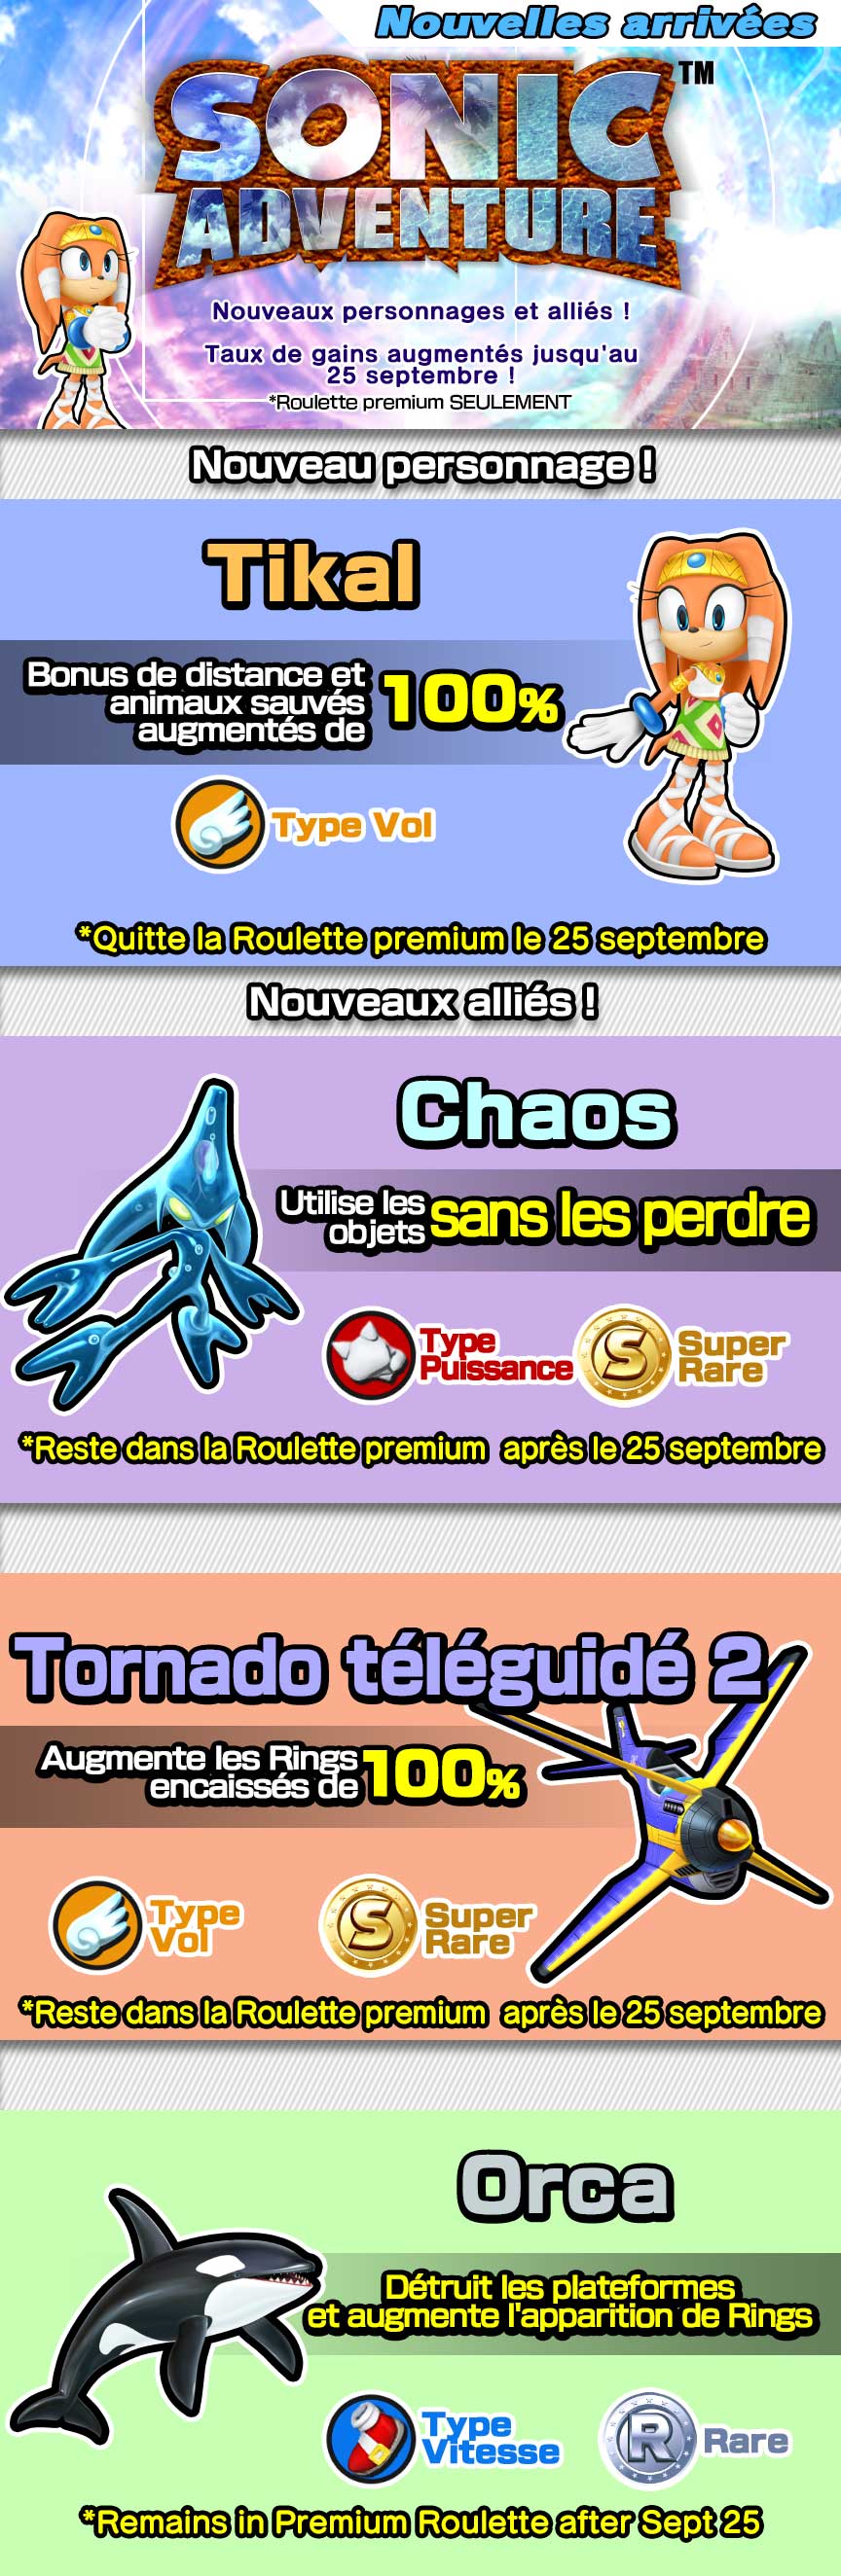 Nouvelles arrivées
SONIC
TM
ADVENTURE
Nouveaux personnages et alliés !
Taux de gains augmentés jusqu'au
25 septembre !
*Roulette premium SEULEMENT
Nouveau personnage !
Tikal
Bonus de distance et
animaux sauvés
augmentés de
100%
Type Vol
*Quitte la Roulette premium le 25 septembre
Nouveaux alliés !
Chaos
Utilise les
objets
sans les perdre
Type
Puissance
S
Super
Rare
*Reste dans la Roulette premium après le 25 septembre
Tornado téléguidé 2
Augmente les Rings
encaissés de
100%
Type
Vol
S
Super
Rare
*Reste dans la Roulette premium après le 25 septembre
Orca
Détruit les plateformes
et augmente l'apparition de Rings
Type
Vitesse
R
Rare
*Remains in Premium Roulette after Sept 25